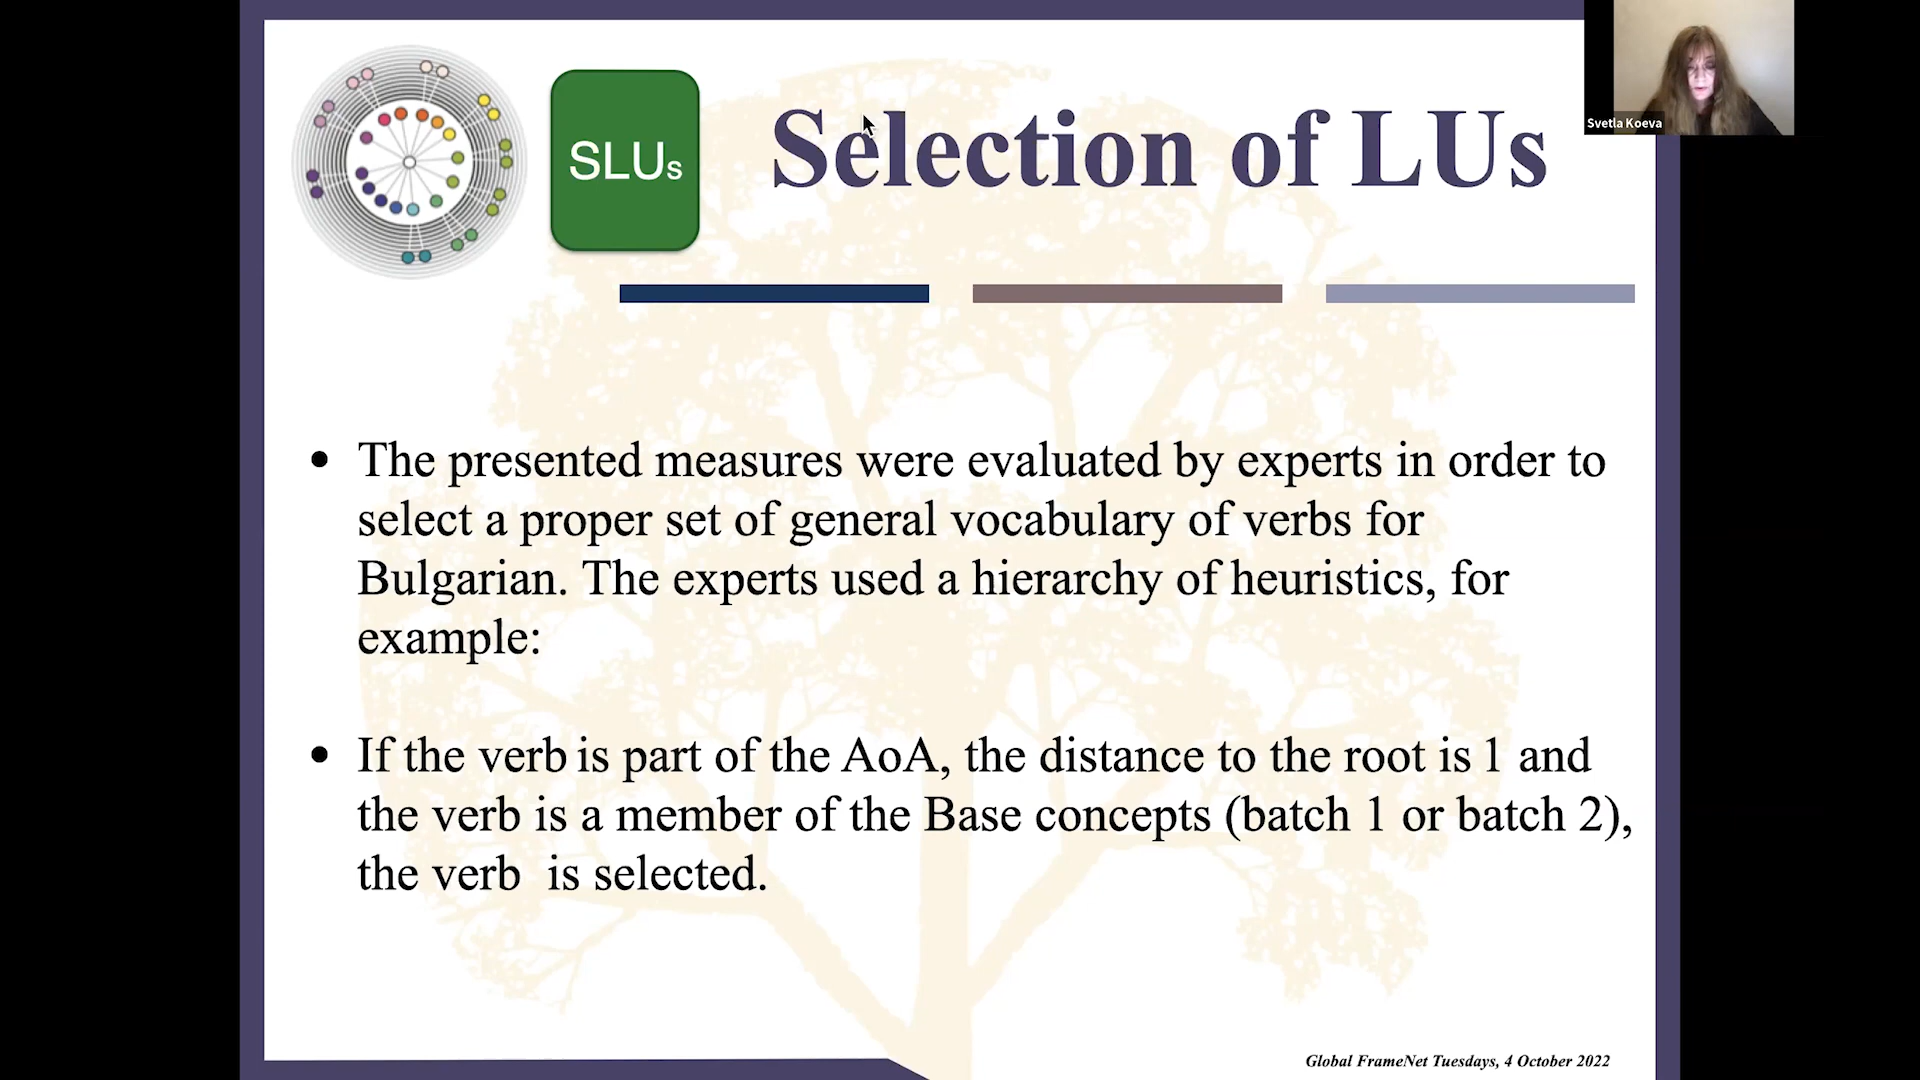 SLUs
Selection of LUs
Svetla Koeva
• The presented measures were evaluated by experts in order to
select a proper set of general vocabulary of verbs for
Bulgarian. The experts used a hierarchy of heuristics, for
example:
• If the verb is part of the AoA, the distance to the root is 1 and
the verb is a member of the Base concepts (batch 1 or batch 2),
the verb is selected.
Global FrameNet Tuesdays, 4 October 2022